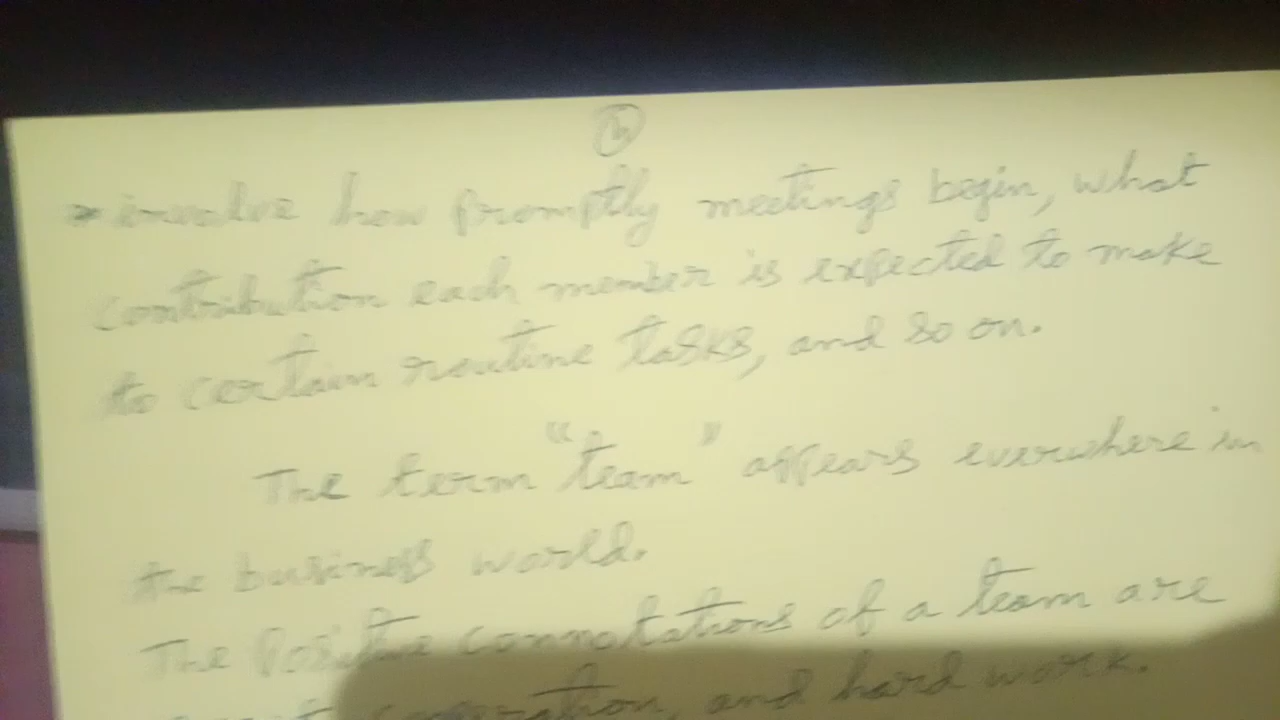 involve how promptly meetings begin, what
contribution each member is expected to make
to certain routine tasks, and so on.
The term "team" appears everywhere in
the business world.
The positive connotations of a team are
cooperation, and hard work.